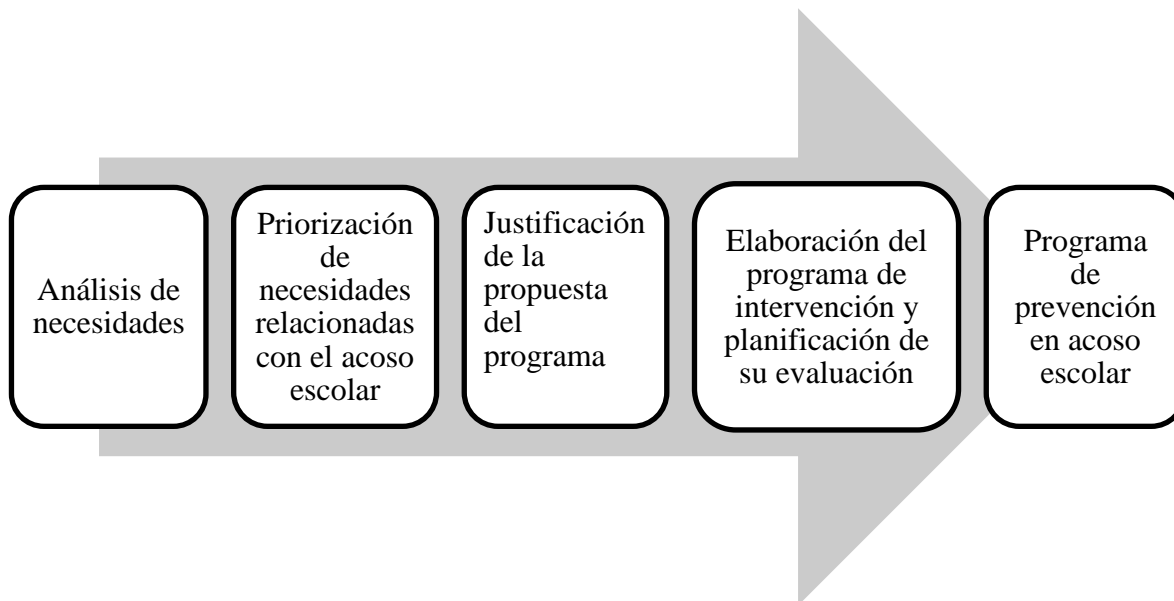 Análisis de
necesidades
Priorización
de
necesidades
relacionadas
con el acoso
escolar
Justificación
de la
propuesta
del
programa
Elaboración del
programa de
intervención y
planificación de
su evaluación
Programa
de
prevención
en acoso
escolar